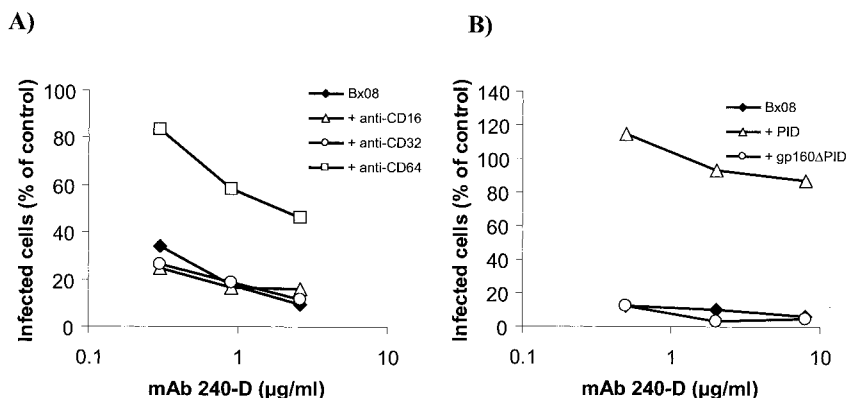 A)
Infected cells (% of control)
100
80
60
40
20
0
0.1
1
10
mAb 240-D (µg/ml)
Bx08
+ anti-CD16
+ anti-CD32
+ anti-CD64
B)
Infected cells (% of control)
140
120
100
80
60
40
20
0
0.1
1
10
mAb 240-D (µg/ml)
Bx08
+ PID
+ gp160ΔPID